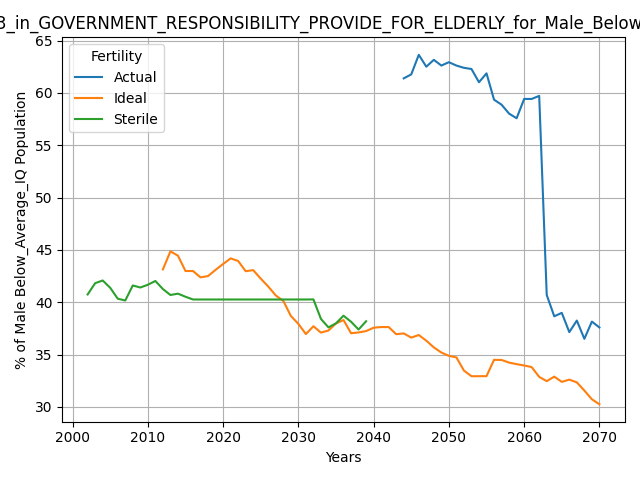 3_in_GOVERNMENT_RESPONSIBILITY_PROVIDE_FOR_ELDERLY_for_Male_Below
65
60
55
50
45
40
35
30
% of Male Below_Average_IQ Population
Fertility
Actual
Ideal
Sterile
2000 2010 2020 2030 2040 2050 2060 2070
Years